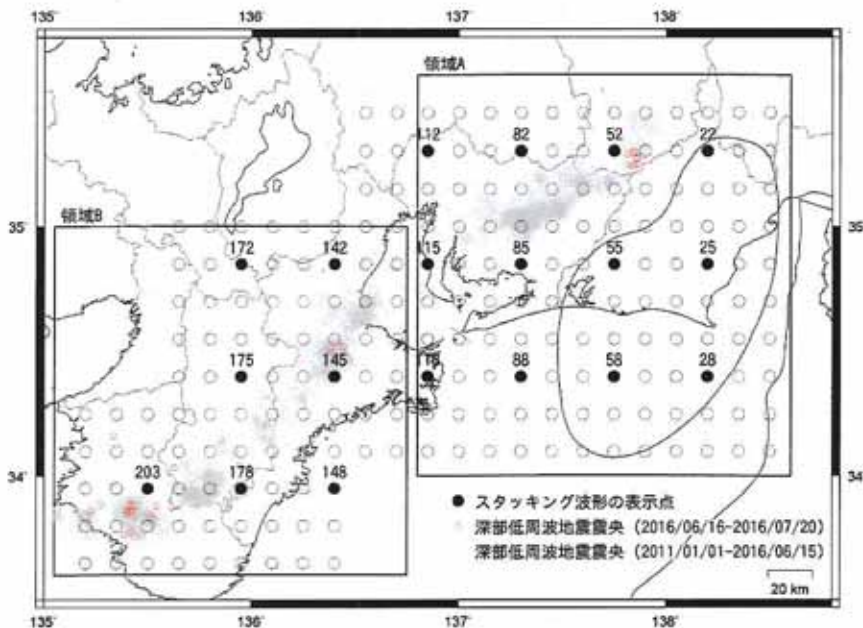 135° 136° 137° 138°
領域A
112 82 52 22
35° 35°
領域B
172 142 115 85 55 25
175 145 118 88 58 28
34° 34°
203 178 148
● スタッキング波形の表示点
深部低周波地震震央（2016/06/16-2016/07/20）
深部低周波地震震央（2011/01/01-2016/06/15）
20 km
135° 136° 137° 138°